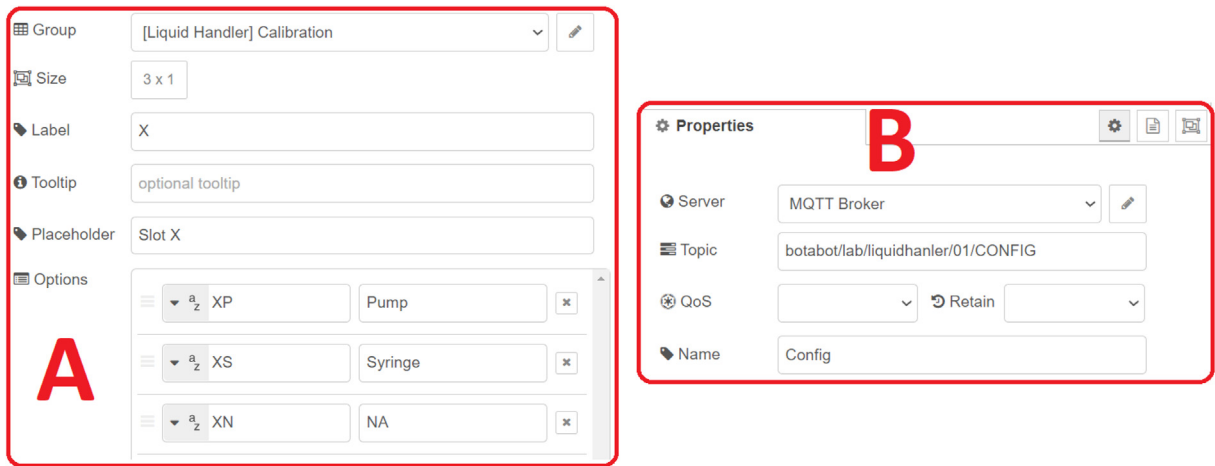 Group [Liquid Handler] Calibration
Size 3 x 1
Label X
Tooltip optional tooltip
Placeholder Slot X
Options
a z XP Pump
a z XS Syringe
a z XN NA
A
B
Properties
Server MQTT Broker
Topic botabot/lab/liquidhanler/01/CONFIG
QoS Retain
Name Config